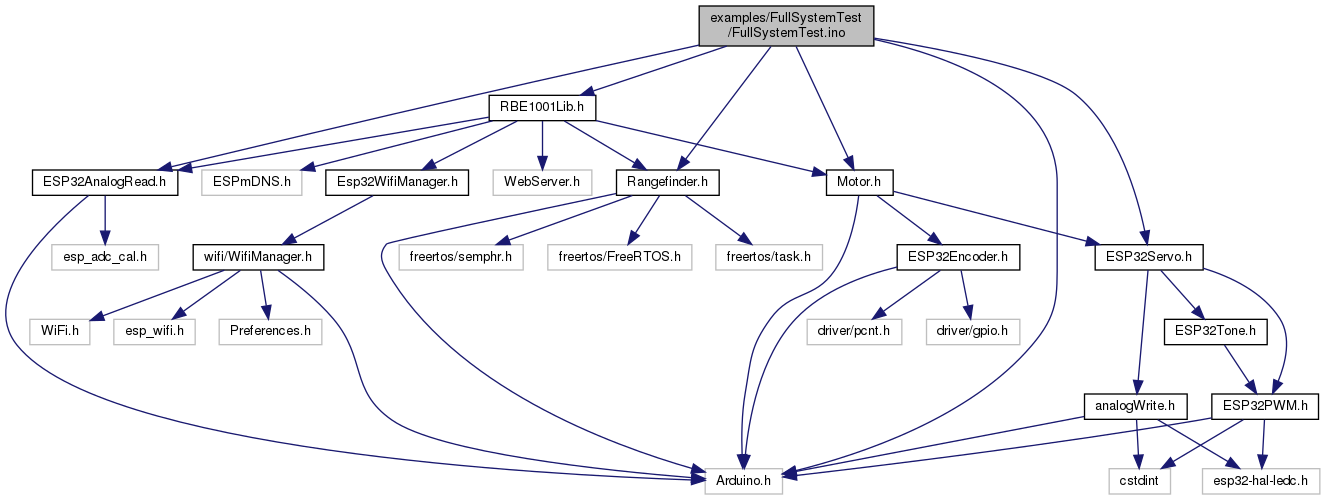 examples/FullSystemTest
/FullSystemTest.ino
RBE1001Lib.h
ESP32AnalogRead.h
ESPmDNS.h
Esp32WifiManager.h
WebServer.h
Rangefinder.h
Motor.h
esp_adc_cal.h
wifi/WifiManager.h
freertos/semphr.h
freertos/FreeRTOS.h
freertos/task.h
ESP32Encoder.h
ESP32Servo.h
WiFi.h
esp_wifi.h
Preferences.h
driver/pcnt.h
driver/gpio.h
ESP32Tone.h
analogWrite.h
ESP32PWM.h
Arduino.h
cstdint
esp32-hal-ledc.h